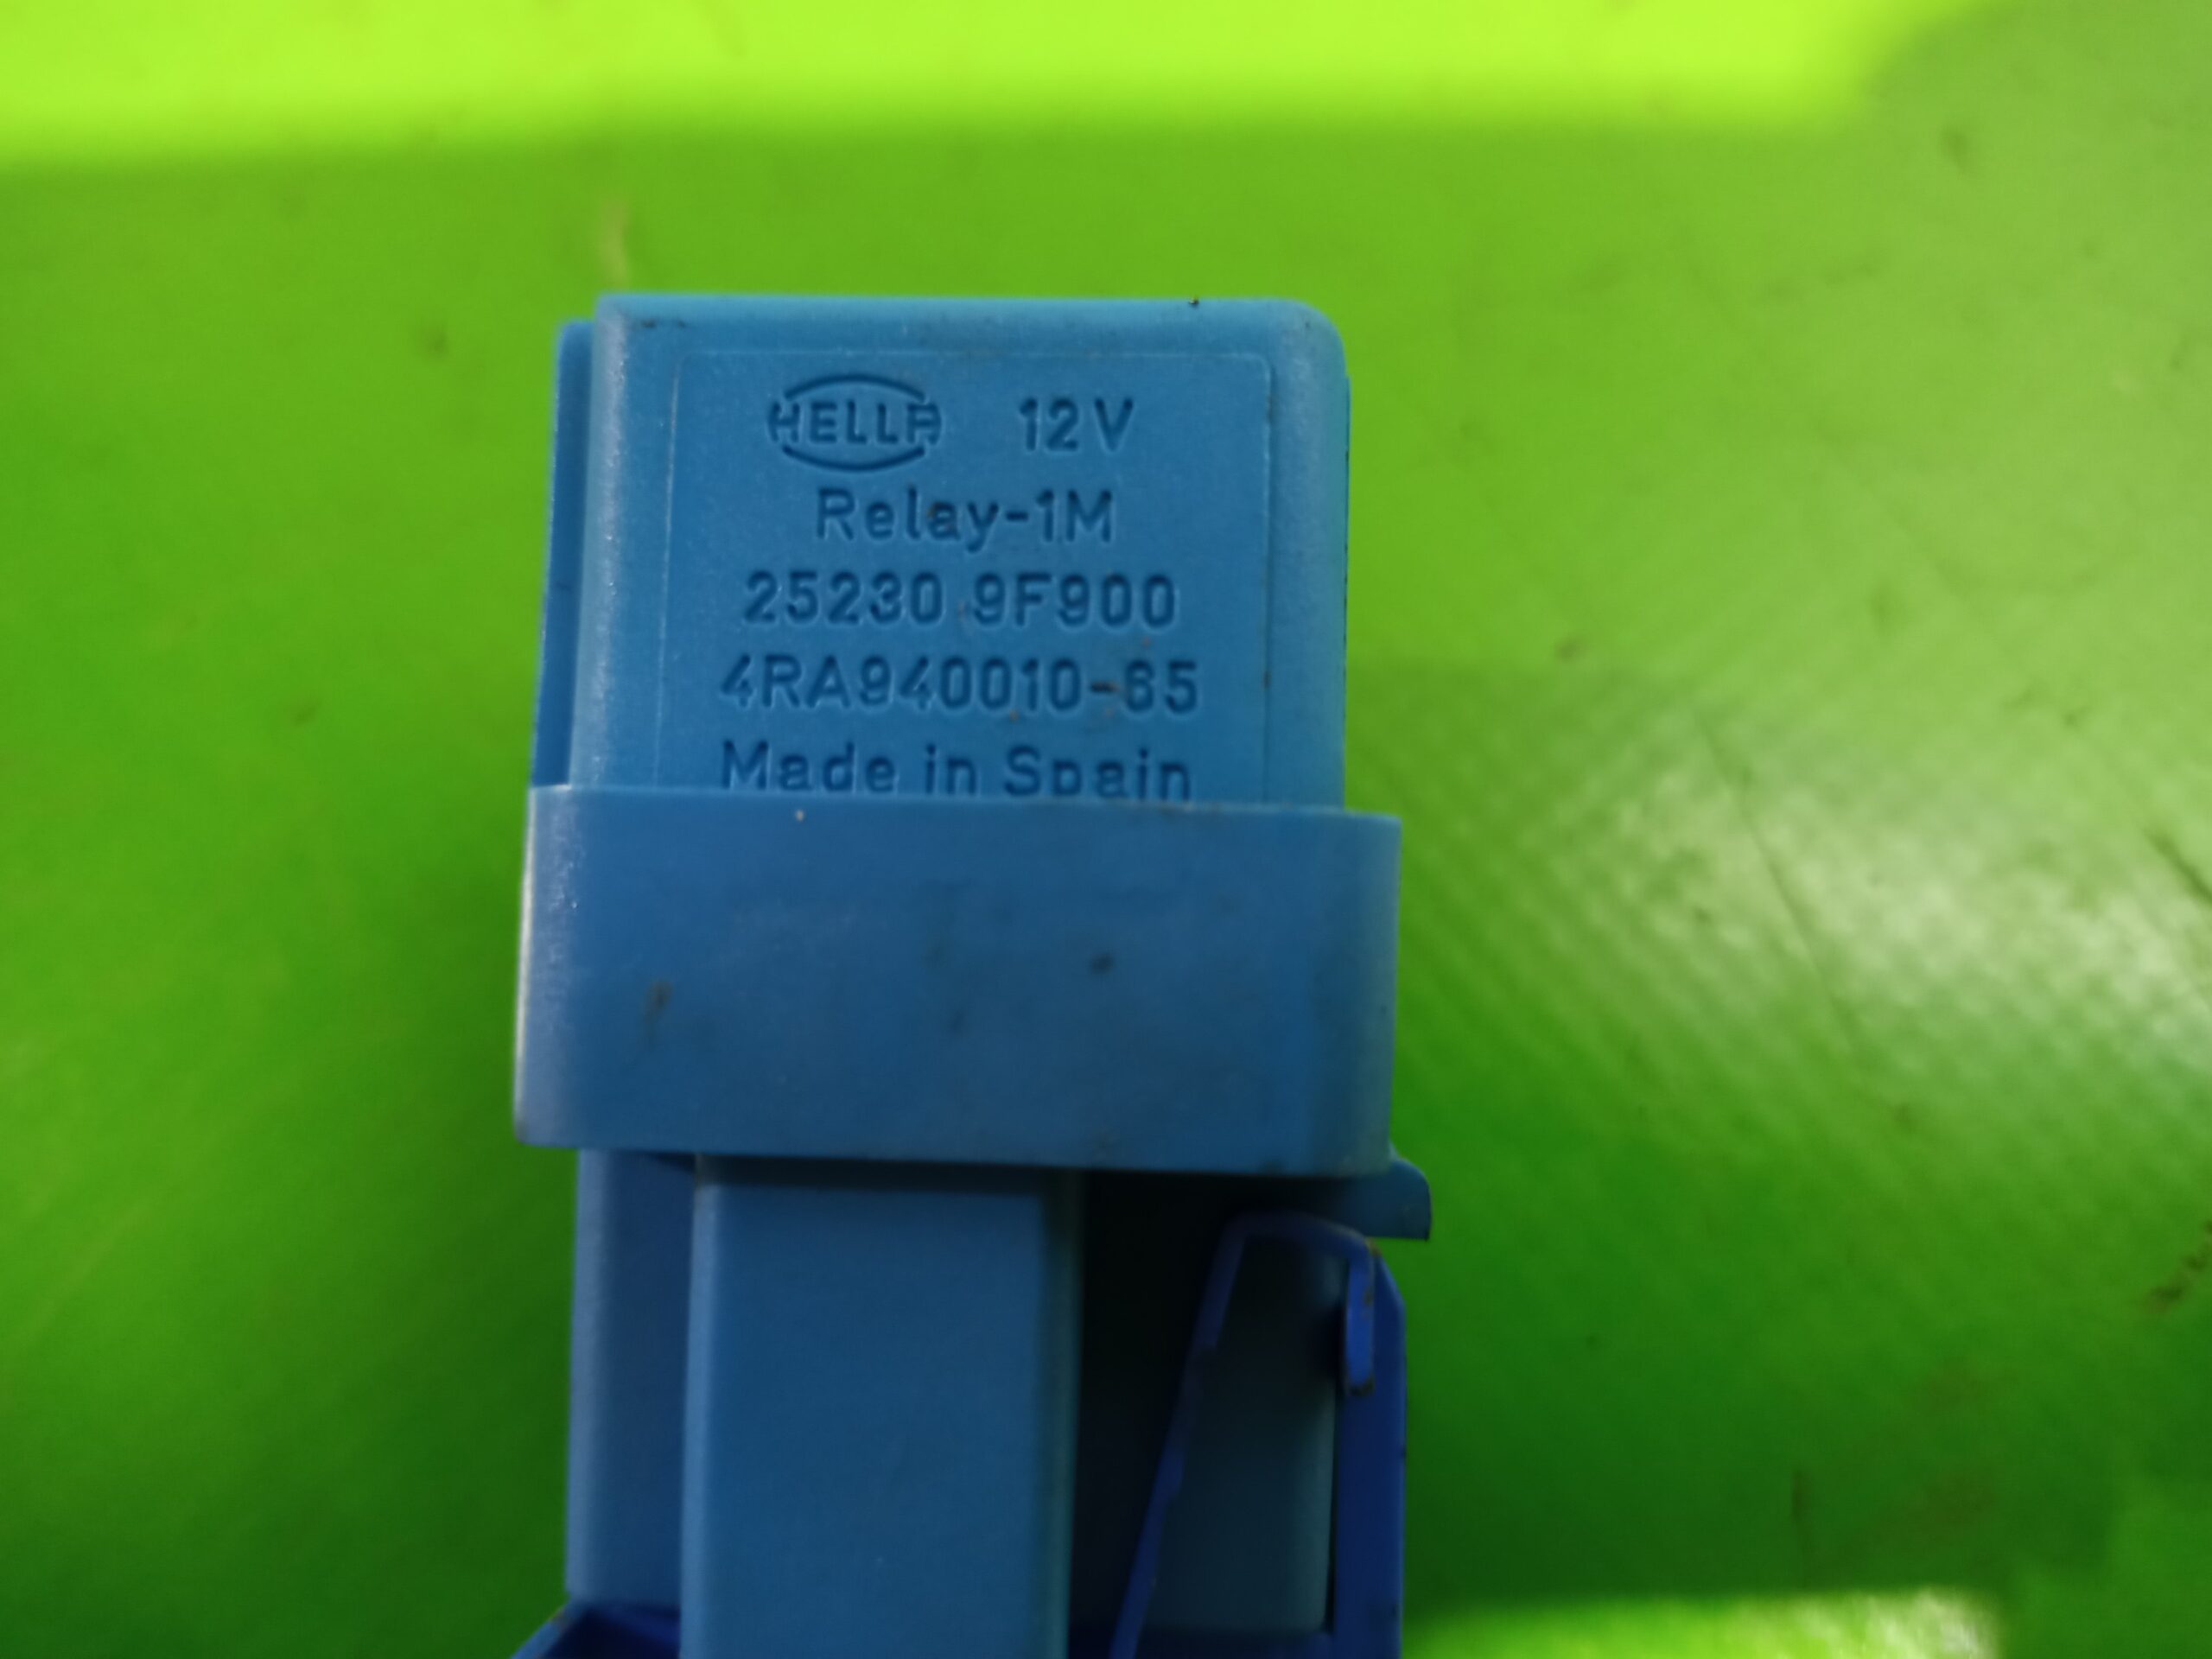 HELLA 12V
Relay-1M
25230 9F900
4RA940010-65
Made in Spain